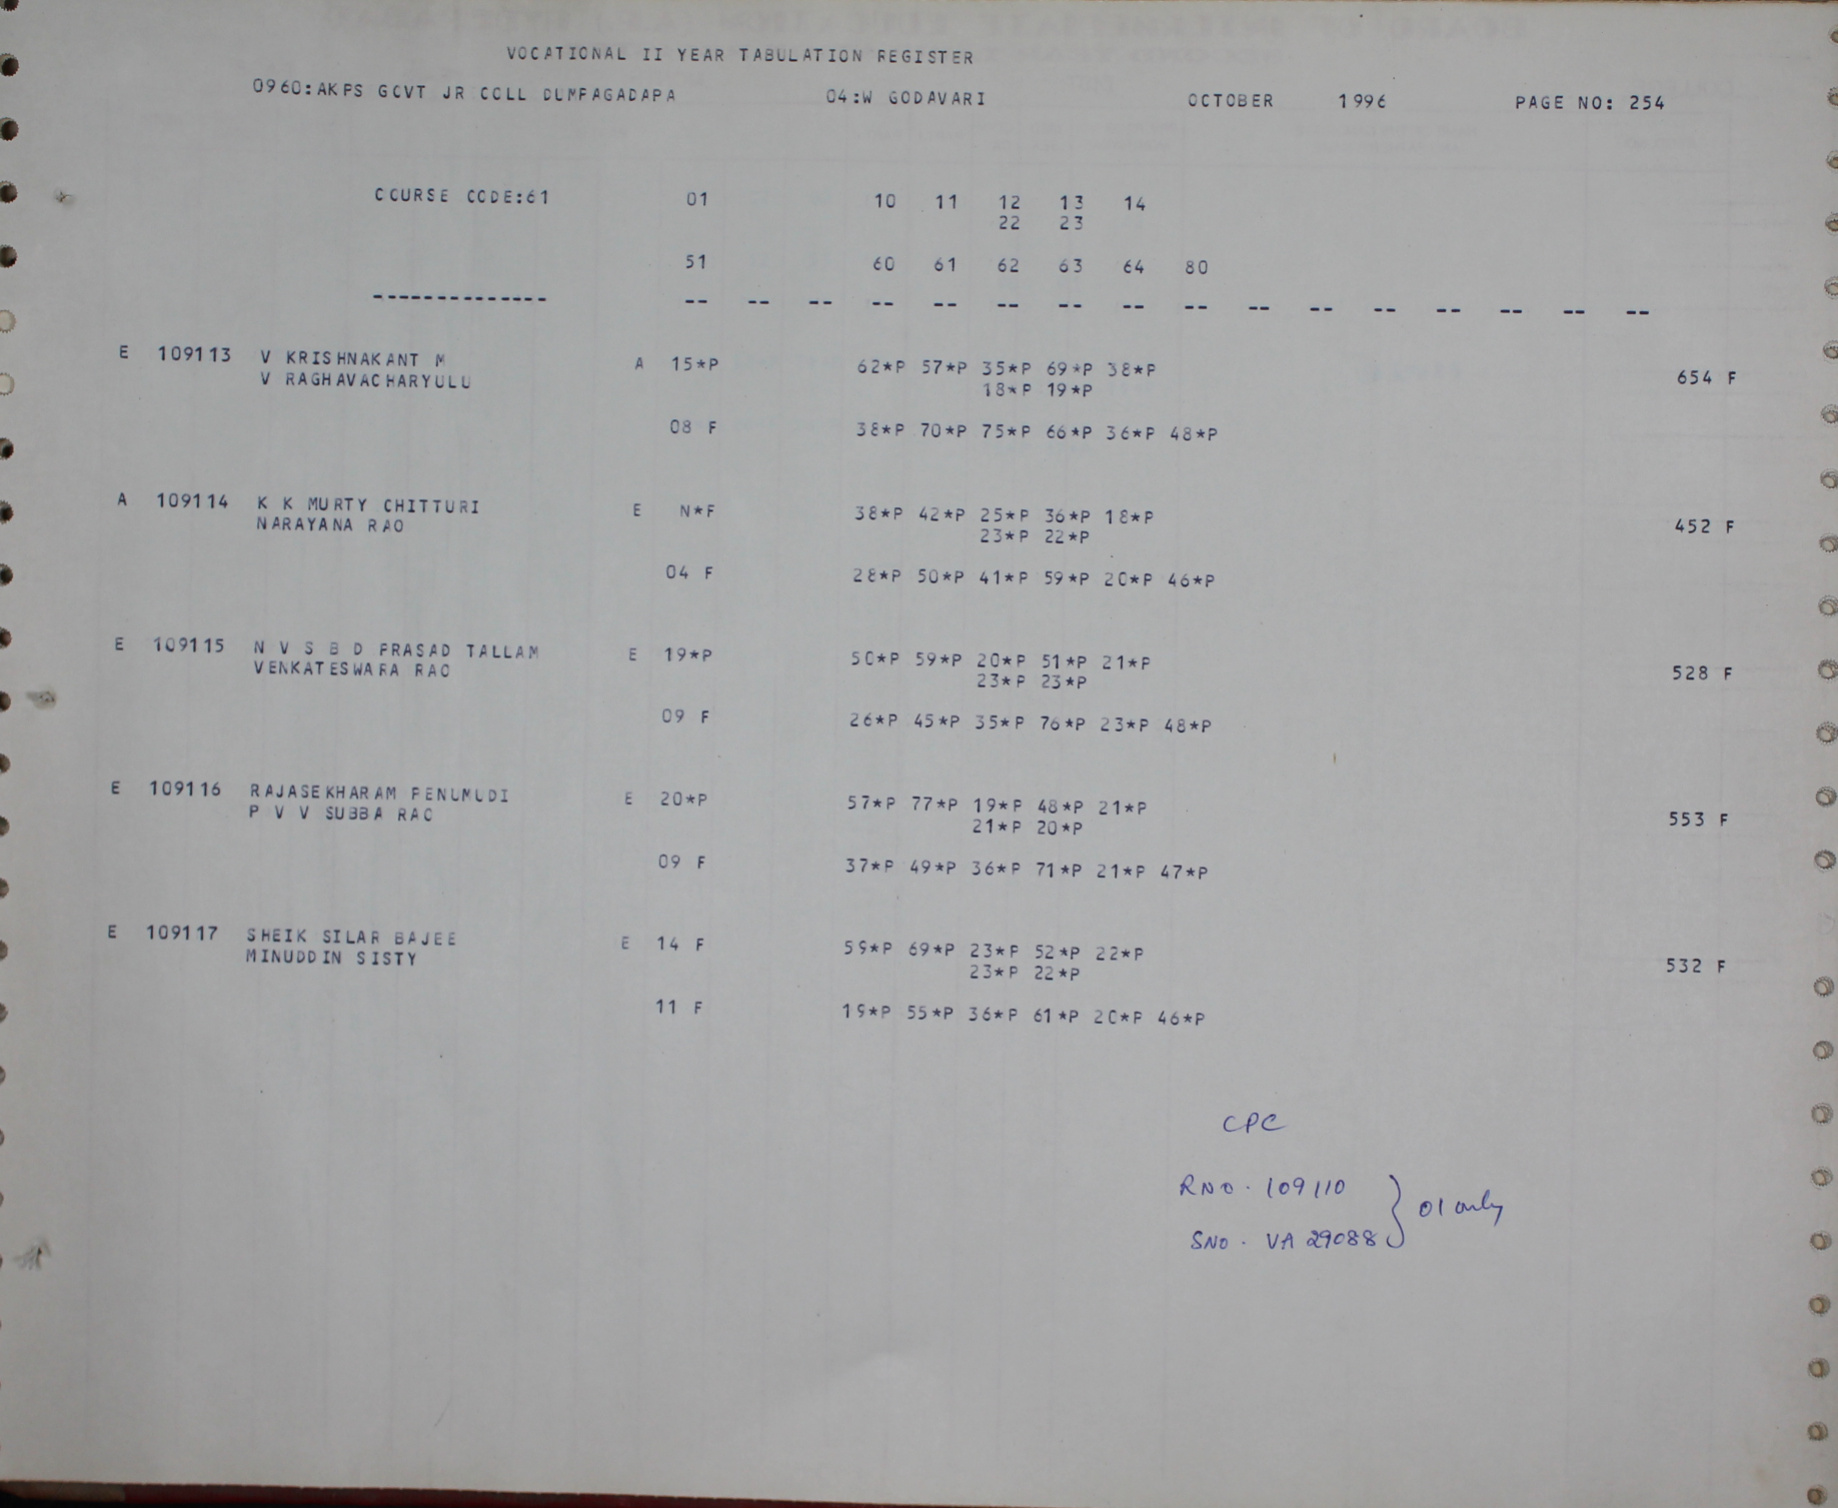 VOCATIONAL II YEAR TABULATION REGISTER
0960:AKPS GOVT JR COLL DUMPAGADAPA 04:W GODAVARI OCTOBER 1996 PAGE NO: 254
COURSE CODE:61 01 10 11 12 13 14
22 23
51 60 61 62 63 64 80
-------------- -- -- -- -- -- -- -- -- -- -- -- -- -- -- -- --
E 109113 V KRISHNAKANT M A 15*P 62*P 57*P 35*P 69*P 38*P
V RAGHAVACHARYULU 18*P 19*P 654 F
08 F 38*P 70*P 75*P 66*P 36*P 48*P
A 109114 K K MURTY CHITTURI E N*F 38*P 42*P 25*P 36*P 18*P
NARAYANA RAO 23*P 22*P 452 F
04 F 28*P 50*P 41*P 59*P 20*P 46*P
E 109115 N V S B D PRASAD TALLAM E 19*P 50*P 59*P 20*P 51*P 21*P
VENKATESWARA RAO 23*P 23*P 528 F
09 F 26*P 45*P 35*P 76*P 23*P 48*P
E 109116 RAJASEKHARAM PENUMUDI E 20*P 57*P 77*P 19*P 48*P 21*P
P V V SUBBA RAO 21*P 20*P 553 F
09 F 37*P 49*P 36*P 71*P 21*P 47*P
E 109117 SHEIK SILAR BAJEE E 14 F 59*P 69*P 23*P 52*P 22*P
MINUDDIN SISTY 23*P 22*P 532 F
11 F 19*P 55*P 36*P 61*P 20*P 46*P
CPC
RNO. 109110
01 only
SNO. VA 29088